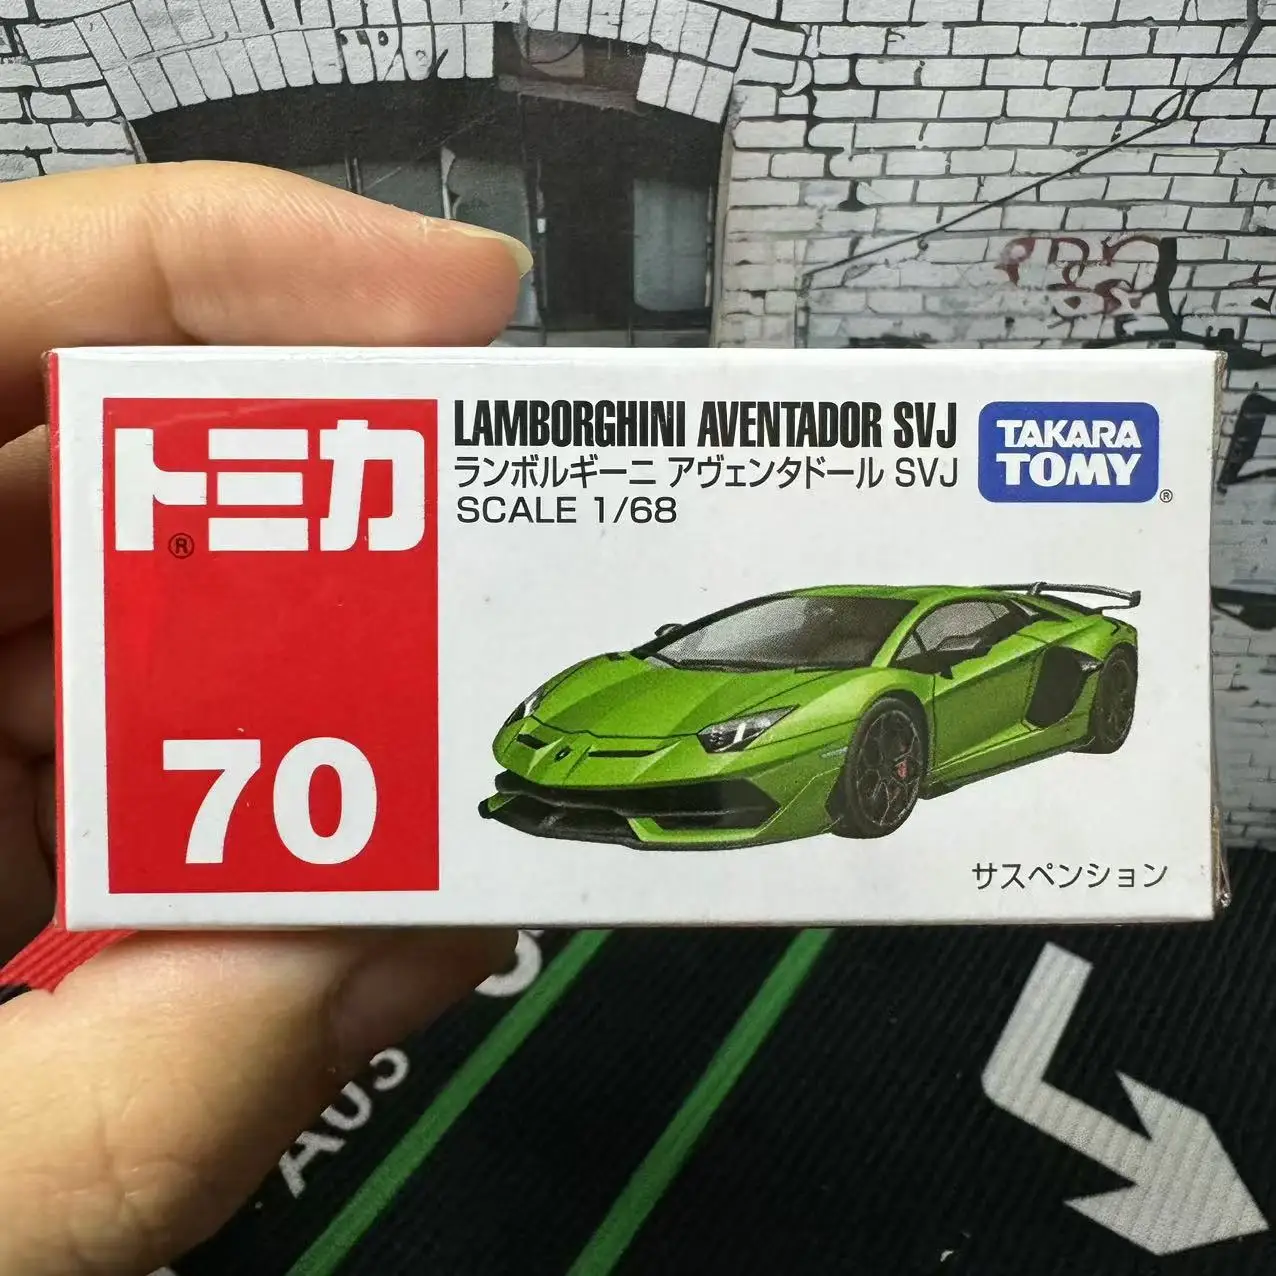 トミカ
®
70
LAMBORGHINI AVENTADOR SVJ
ランボルギーニ アヴェンタドール SVJ
SCALE 1/68
TAKARA
TOMY
®
サスペンション
A03